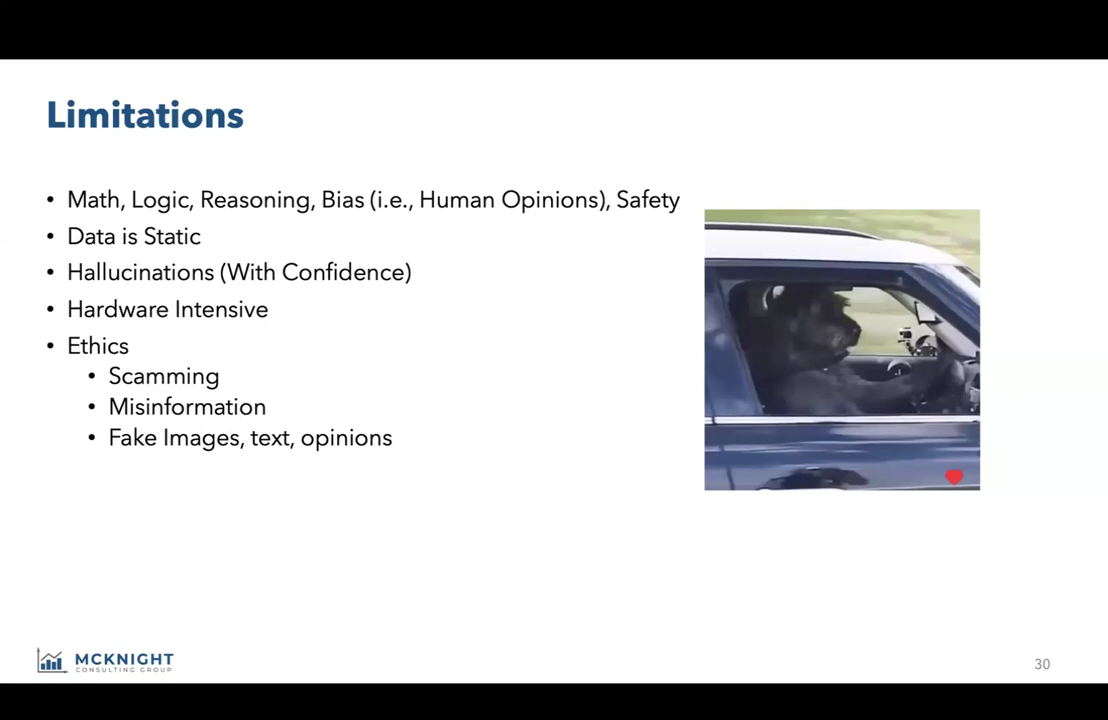 Limitations
• Math, Logic, Reasoning, Bias (i.e., Human Opinions), Safety
• Data is Static
• Hallucinations (With Confidence)
• Hardware Intensive
• Ethics
• Scamming
• Misinformation
• Fake Images, text, opinions
MCKNIGHT
CONSULTING GROUP
30